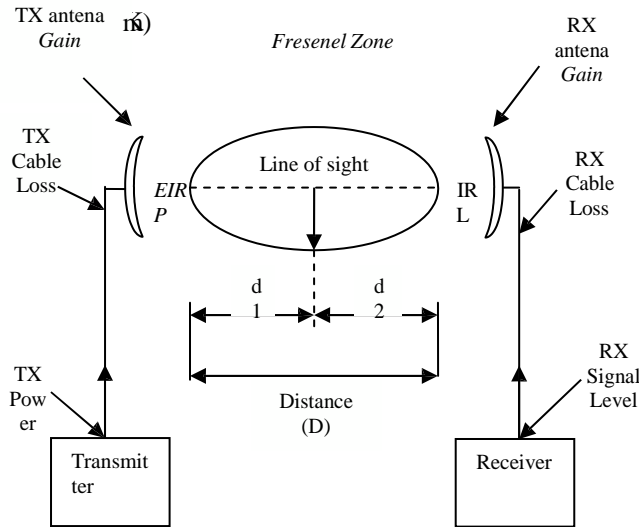 TX antena
Gain
Fresenel Zone
RX
antena
Gain
TX
Cable
Loss
EIR
P
Line of sight
IR
L
RX
Cable
Loss
d
1
d
2
TX
Pow
er
Distance
(D)
RX
Signal
Level
Transmit
ter
Receiver